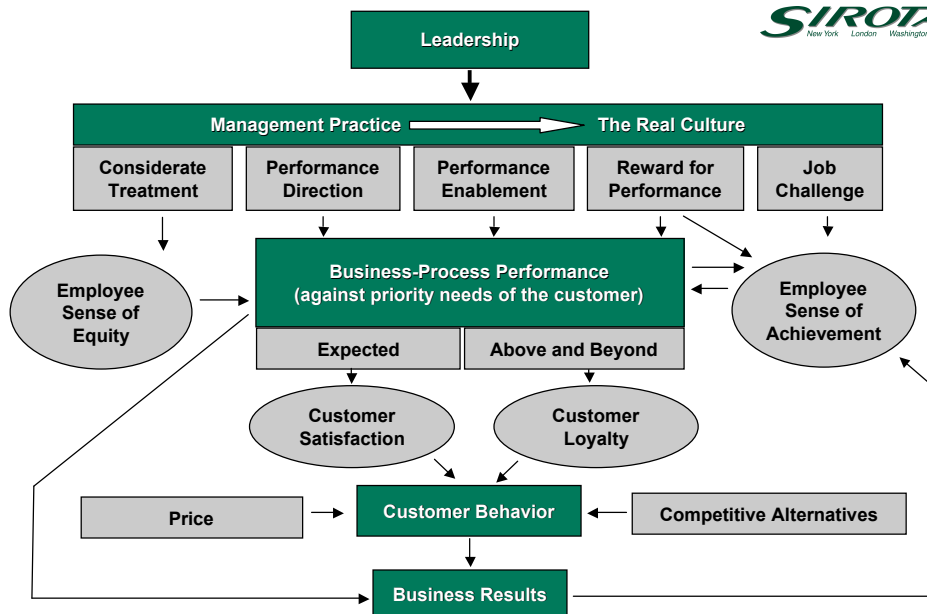 SIROTA
New York London Washington
Leadership
Management Practice The Real Culture
Considerate
Treatment
Performance
Direction
Performance
Enablement
Reward for
Performance
Job
Challenge
Business-Process Performance
(against priority needs of the customer)
Employee
Sense of
Equity
Employee
Sense of
Achievement
Expected
Above and Beyond
Customer
Satisfaction
Customer
Loyalty
Price
Customer Behavior
Competitive Alternatives
Business Results